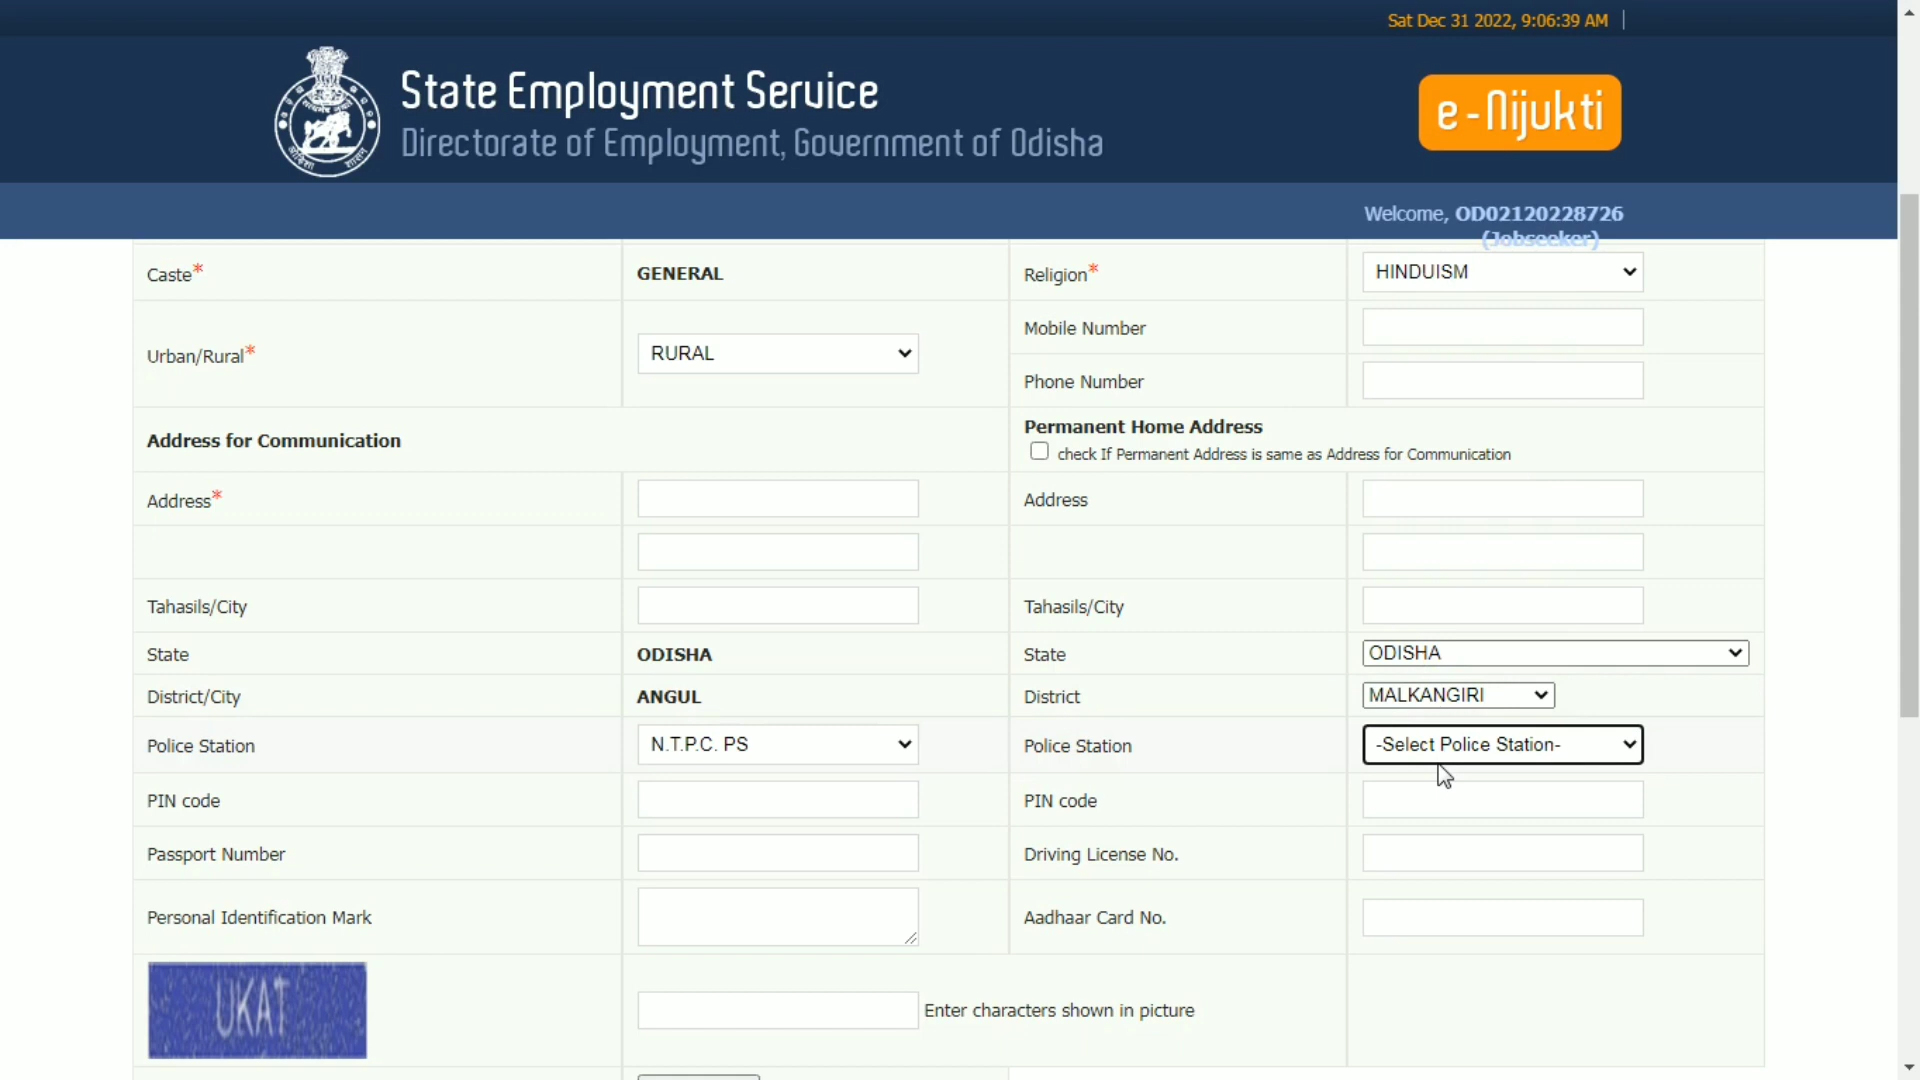 Sat Dec 31 2022, 9:06:39 AM
State Employment Service
Directorate of Employment, Government of Odisha
e-Nijukti
Welcome, OD02120228726
(Jobseeker)
Caste* GENERAL Religion* HINDUISM
Urban/Rural* RURAL Mobile Number
Phone Number
Address for Communication Permanent Home Address
check If Permanent Address is same as Address for Communication
Address* Address
Tahasils/City Tahasils/City
State ODISHA State ODISHA
District/City ANGUL District MALKANGIRI
Police Station N.T.P.C. PS Police Station -Select Police Station-
PIN code PIN code
Passport Number Driving License No.
Personal Identification Mark Aadhaar Card No.
UKAT Enter characters shown in picture